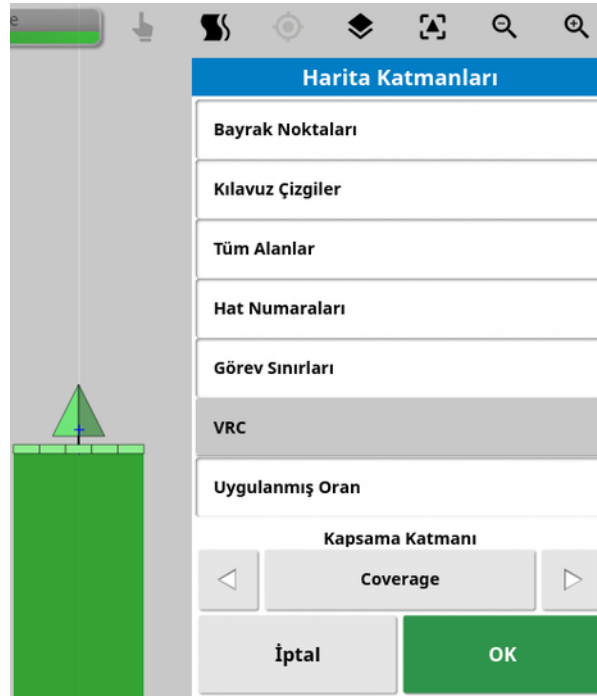 e
Harita Katmanları
Bayrak Noktaları
Kılavuz Çizgiler
Tüm Alanlar
Hat Numaraları
Görev Sınırları
VRC
Uygulanmış Oran
Kapsama Katmanı
Coverage
İptal
OK